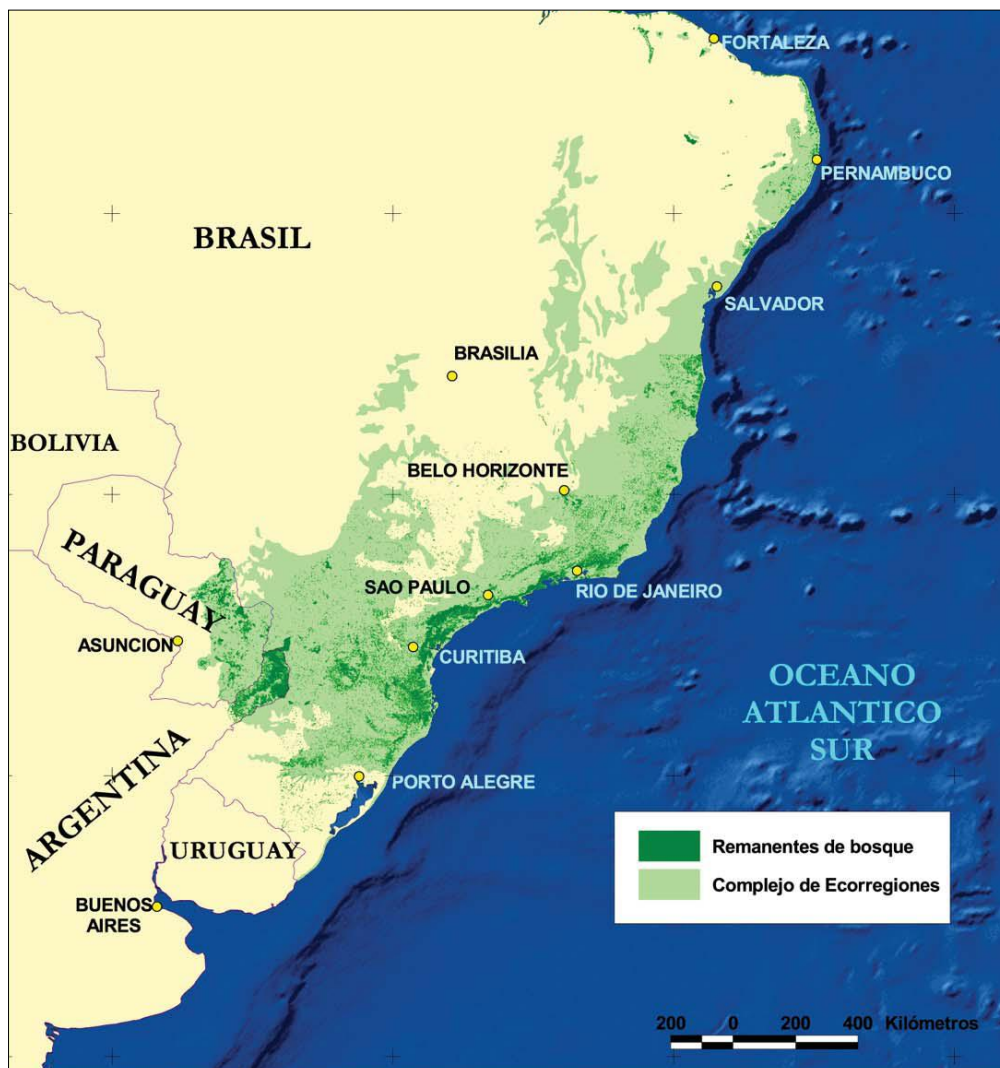 FORTALEZA
PERNAMBUCO
BRASIL
SALVADOR
BRASILIA
BOLIVIA
BELO HORIZONTE
PARAGUAY
SAO PAULO
RIO DE JANEIRO
ASUNCION
CURITIBA
OCEANO
ATLANTICO
SUR
ARGENTINA
PORTO ALEGRE
URUGUAY
Remanentes de bosque
Complejo de Ecorregiones
BUENOS
AIRES
200 0 200 400 Kilómetros